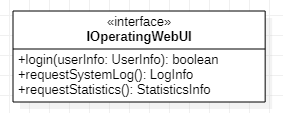 «interface»
IOperatingWebUI
+login(userInfo: UserInfo): boolean
+requestSystemLog(): LogInfo
+requestStatistics(): StatisticsInfo